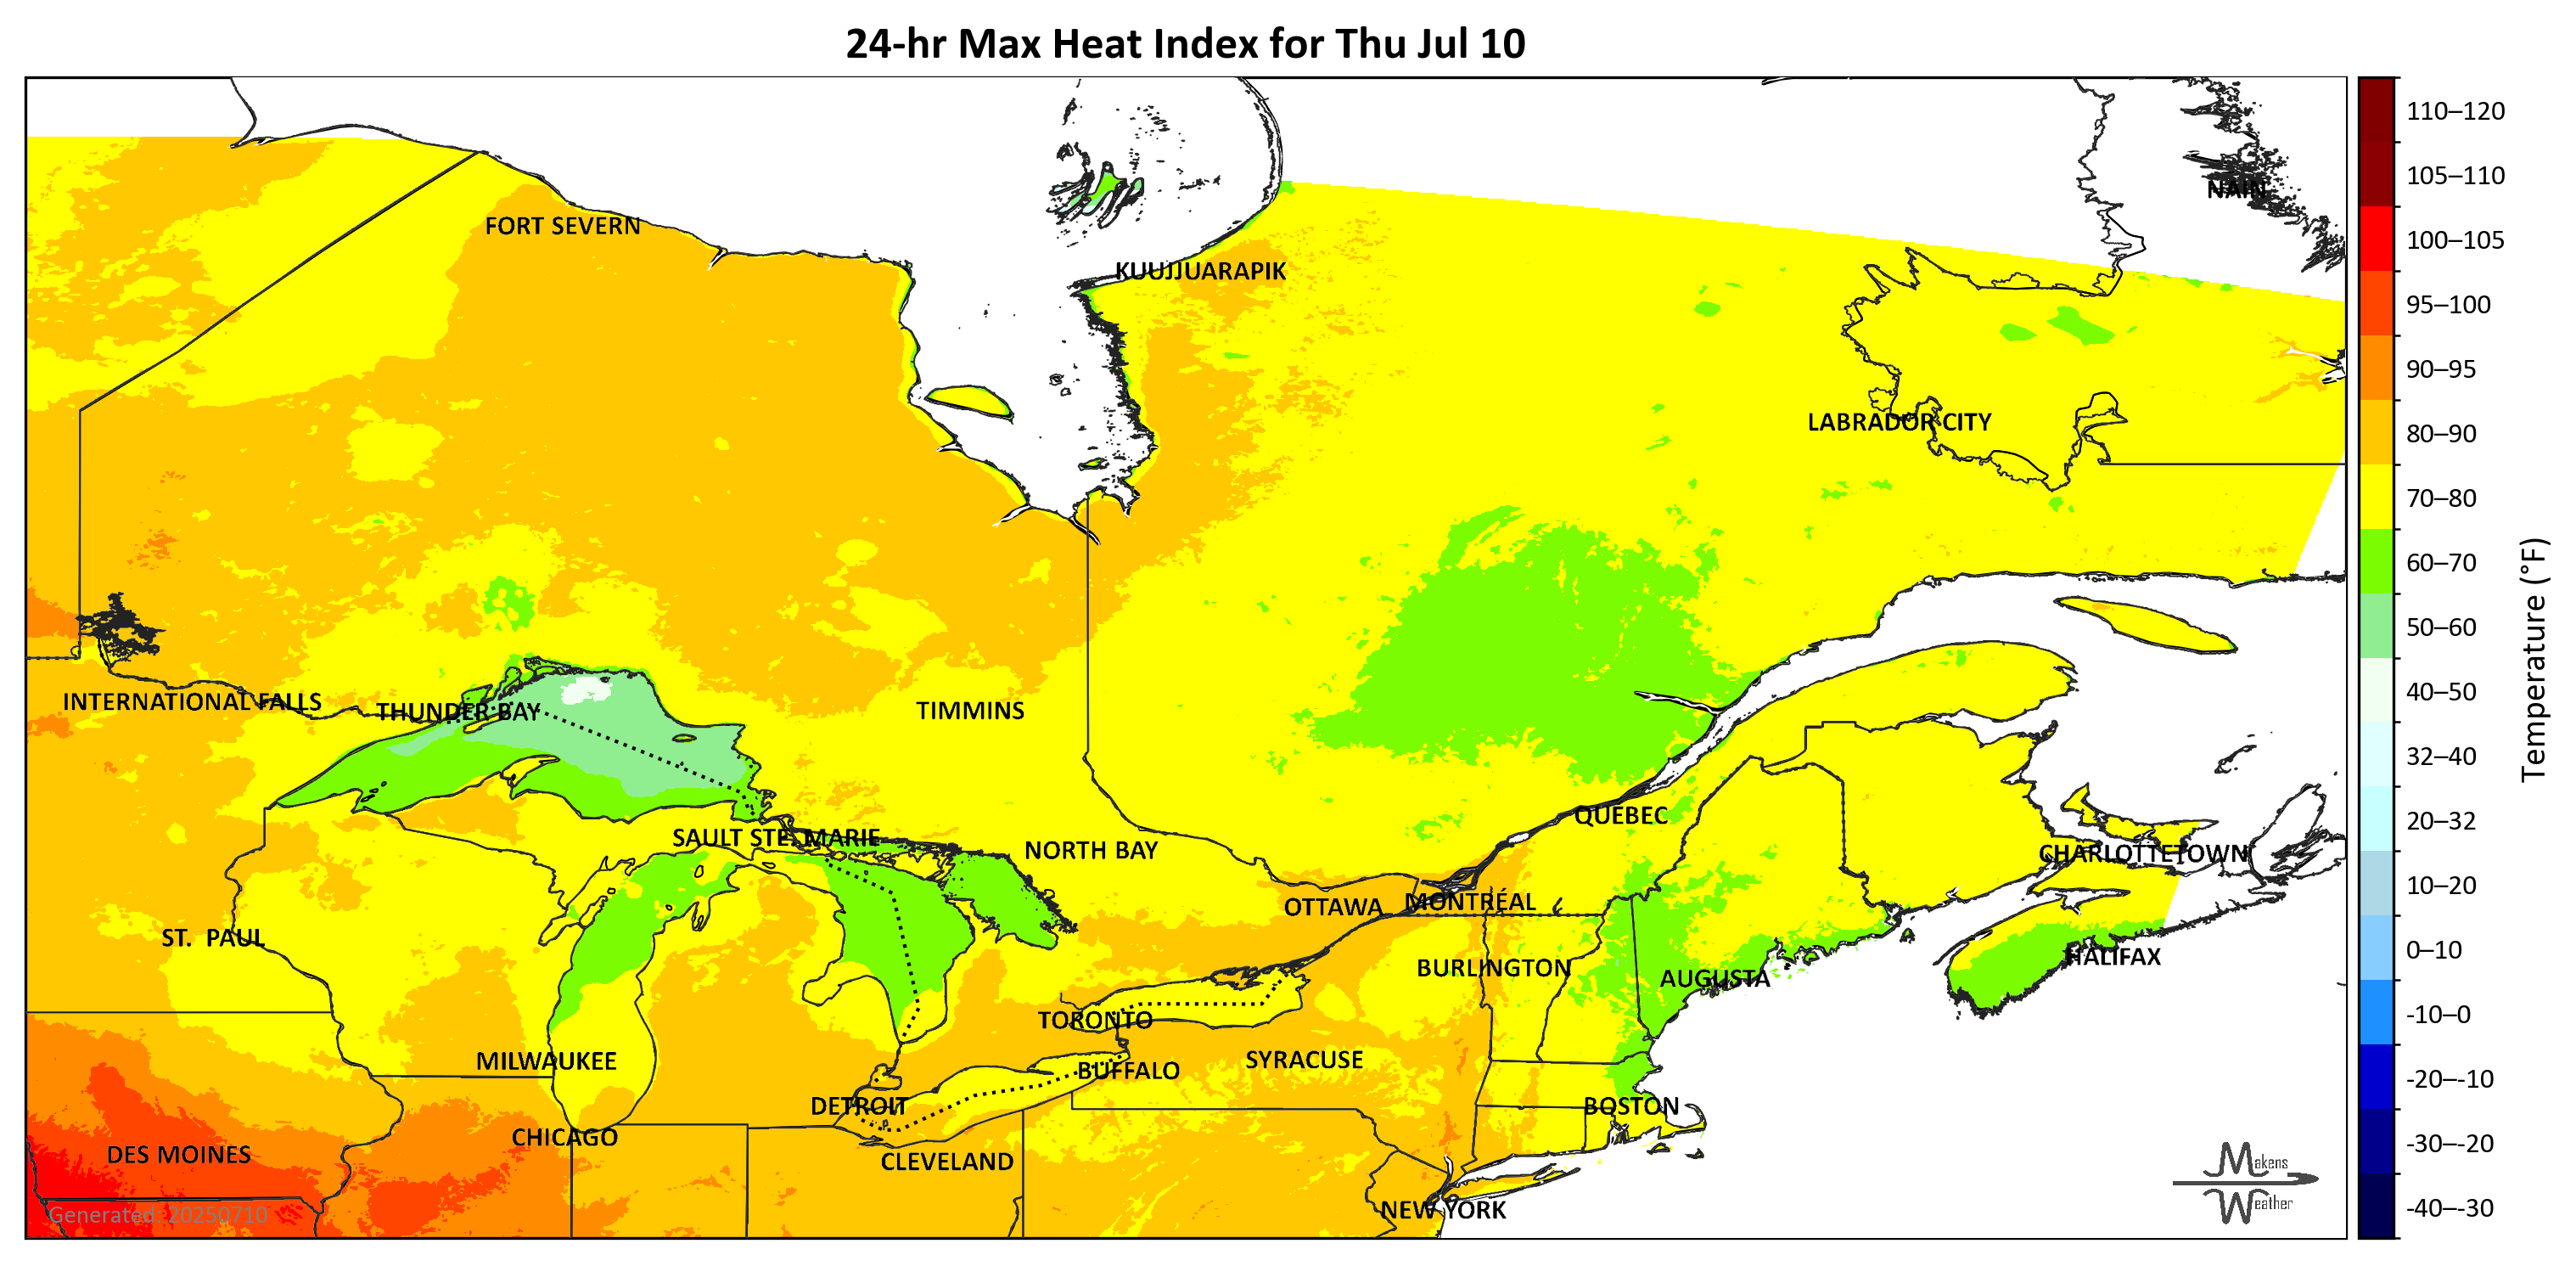 24-hr Max Heat Index for Thu Jul 10
NAIN
FORT SEVERN
KUUJJUARAPIK
LABRADOR CITY
INTERNATIONAL FALLS
THUNDER BAY
TIMMINS
QUÉBEC
SAULT STE. MARIE
NORTH BAY
CHARLOTTETOWN
OTTAWA
MONTRÉAL
ST. PAUL
HALIFAX
BURLINGTON
AUGUSTA
TORONTO
MILWAUKEE
BUFFALO
SYRACUSE
DETROIT
BOSTON
CHICAGO
DES MOINES
CLEVELAND
NEW YORK
Generated: 20250710
Makens
Weather
110–120
105–110
100–105
95–100
90–95
80–90
70–80
60–70
50–60
40–50
32–40
20–32
10–20
0–10
-10–0
-20–-10
-30–-20
-40–-30
Temperature (°F)